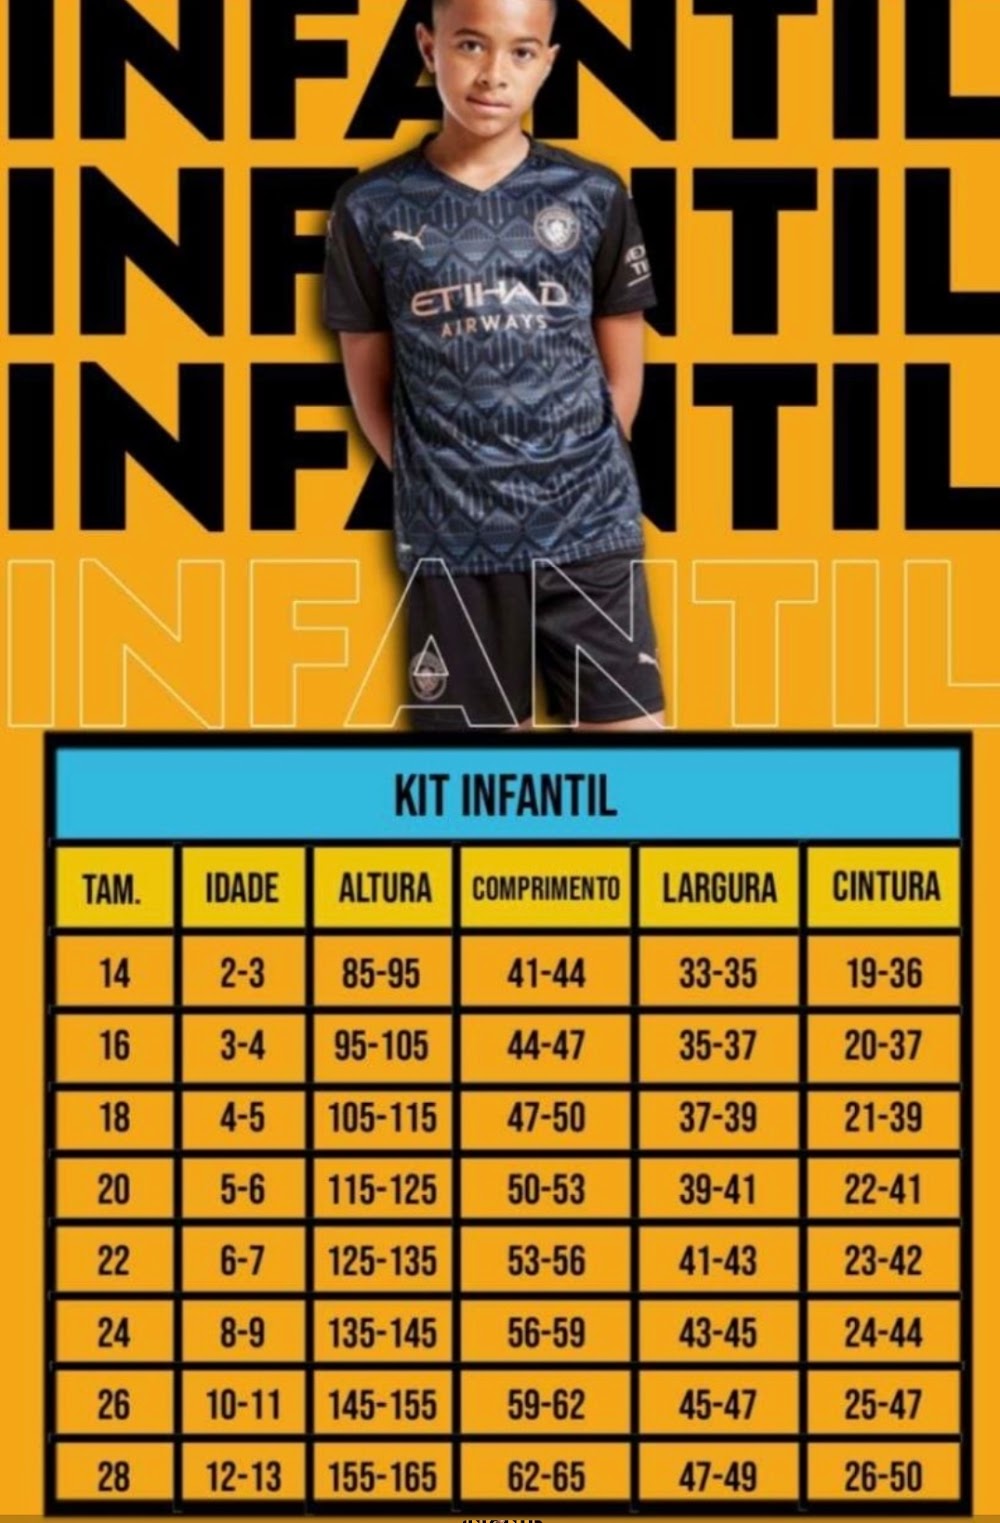 INFANTIL
INFANTIL
INFANTIL
INFANTIL
ETIHAD
AIRWAYS
KIT INFANTIL
TAM. IDADE ALTURA COMPRIMENTO LARGURA CINTURA
14 2-3 85-95 41-44 33-35 19-36
16 3-4 95-105 44-47 35-37 20-37
18 4-5 105-115 47-50 37-39 21-39
20 5-6 115-125 50-53 39-41 22-41
22 6-7 125-135 53-56 41-43 23-42
24 8-9 135-145 56-59 43-45 24-44
26 10-11 145-155 59-62 45-47 25-47
28 12-13 155-165 62-65 47-49 26-50